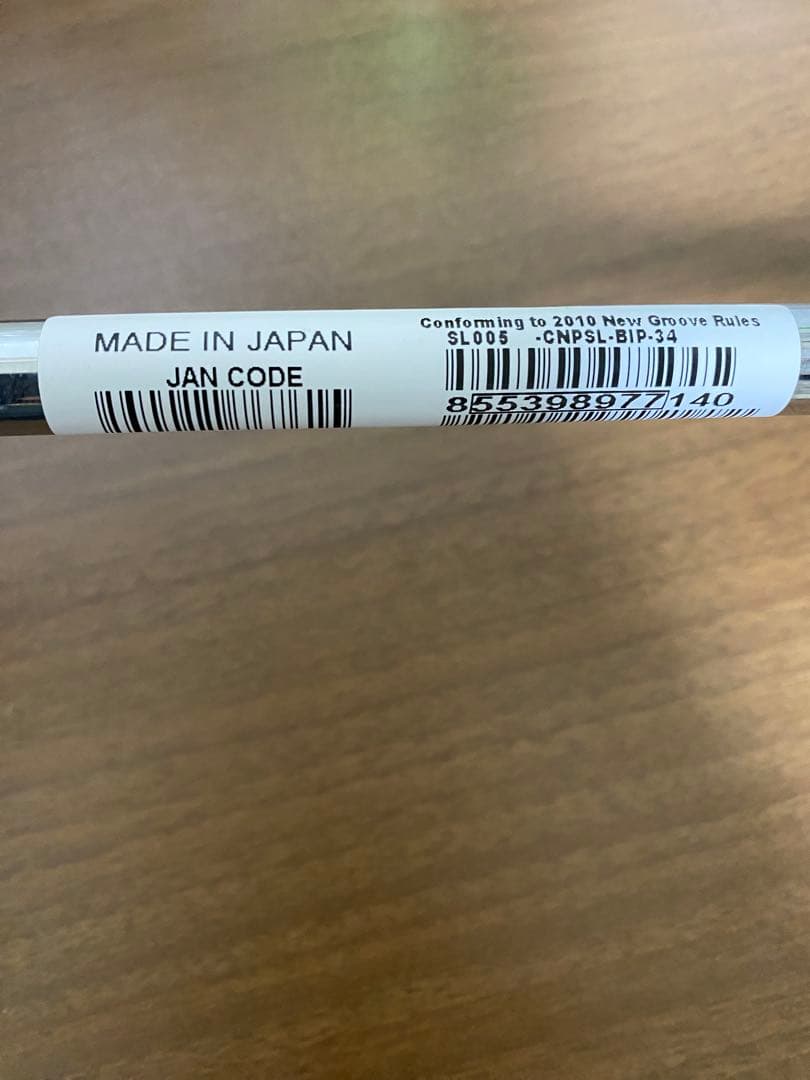 MADE IN JAPAN
JAN CODE
Conforming to 2010 New Groove Rules
SL005 -CNPSL-BIP-34
855398977140